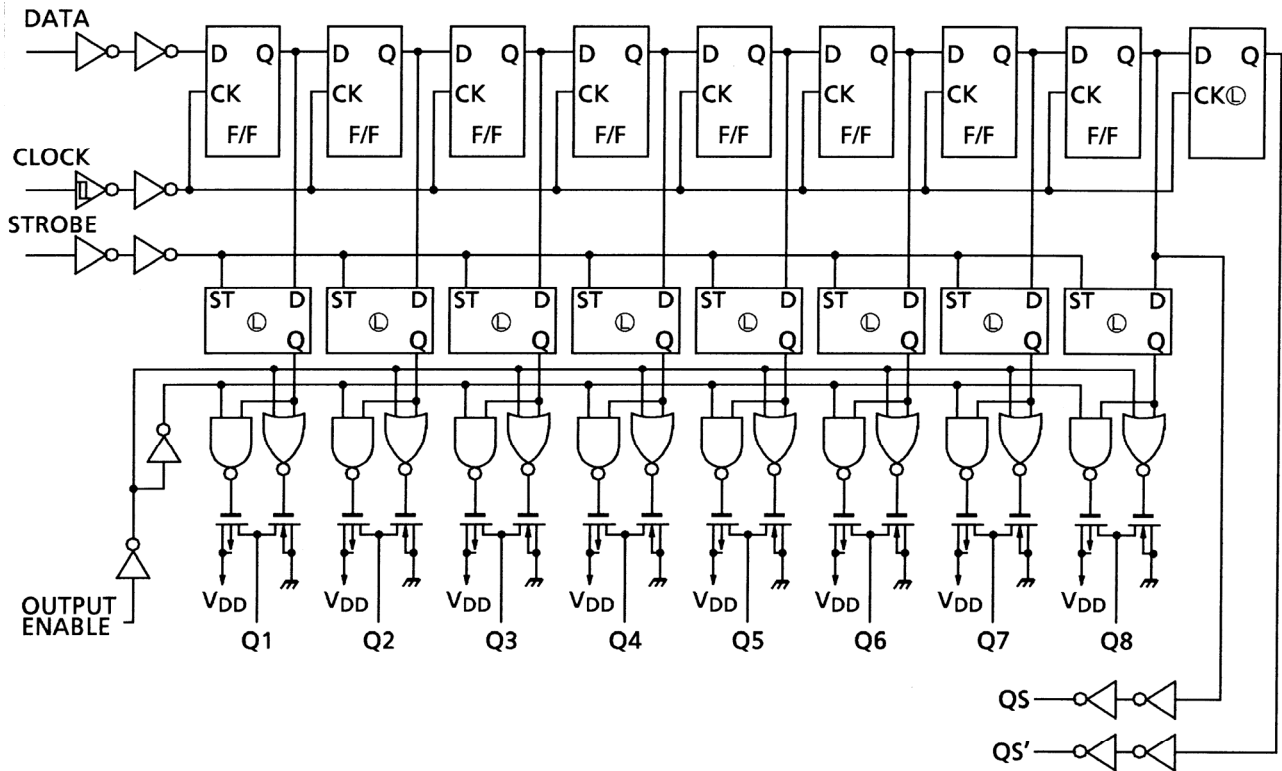 DATA
D Q D Q D Q D Q D Q D Q D Q D Q D Q
CK CK CK CK CK CK CK CK CKⓁ
F/F F/F F/F F/F F/F F/F F/F F/F
CLOCK
STROBE
ST D ST D ST D ST D ST D ST D ST D ST D
Ⓛ Ⓛ Ⓛ Ⓛ Ⓛ Ⓛ Ⓛ Ⓛ
Q Q Q Q Q Q Q Q
VDD VDD VDD VDD VDD VDD VDD VDD
OUTPUT
ENABLE
Q1 Q2 Q3 Q4 Q5 Q6 Q7 Q8
QS
QS'